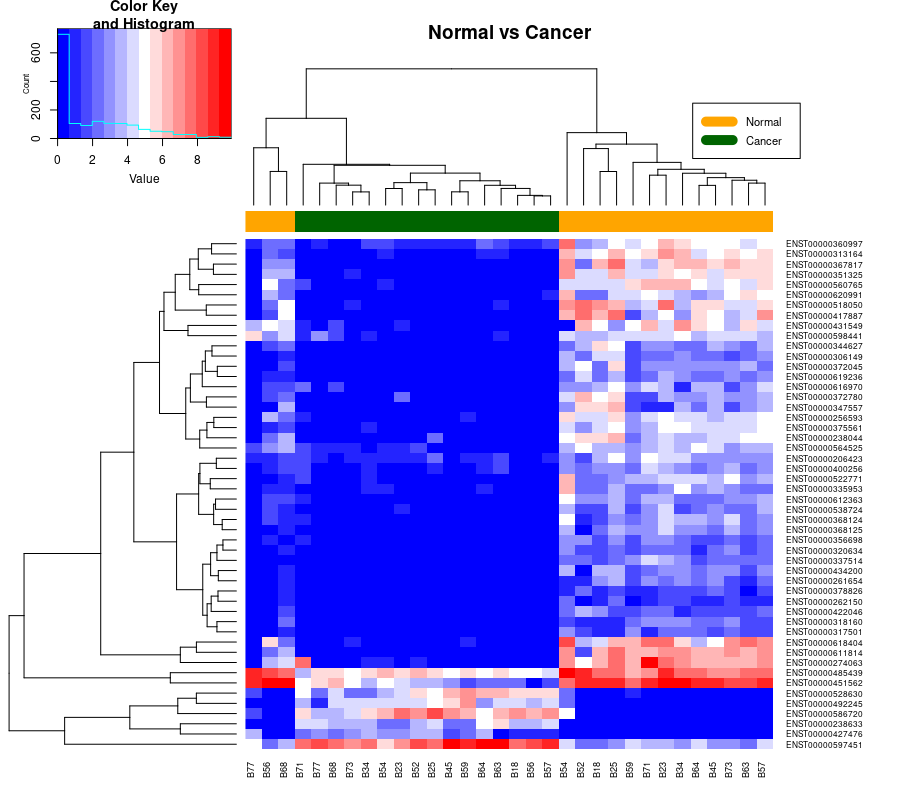 Color Key
and Histogram
Count
0 200 600
0 2 4 6 8
Value
Normal vs Cancer
Normal
Cancer
ENST00000360997
ENST00000313164
ENST00000367817
ENST00000351325
ENST00000560765
ENST00000620991
ENST00000518050
ENST00000417887
ENST00000431549
ENST00000598441
ENST00000344627
ENST00000306149
ENST00000372045
ENST00000619236
ENST00000616970
ENST00000372780
ENST00000347557
ENST00000256593
ENST00000375561
ENST00000238044
ENST00000564525
ENST00000206423
ENST00000400256
ENST00000522771
ENST00000335953
ENST00000612363
ENST00000538724
ENST00000368124
ENST00000368125
ENST00000356698
ENST00000320634
ENST00000337514
ENST00000434200
ENST00000261654
ENST00000378826
ENST00000262150
ENST00000422046
ENST00000318160
ENST00000317501
ENST00000618404
ENST00000611814
ENST00000274063
ENST00000485439
ENST00000451562
ENST00000528630
ENST00000492245
ENST00000586720
ENST00000238633
ENST00000427476
ENST00000597451
B77 B56 B68 B71 B77 B68 B73 B34 B54 B23 B52 B25 B45 B59 B64 B63 B18 B56 B57 B54 B52 B18 B25 B59 B71 B23 B34 B64 B45 B73 B63 B57